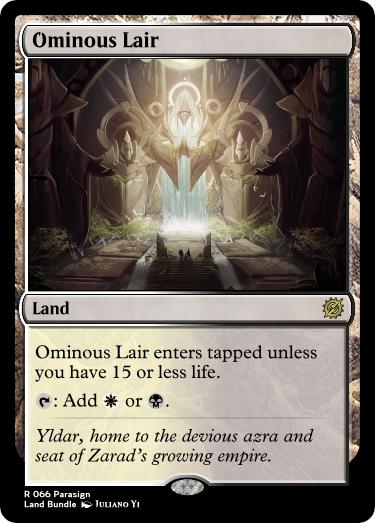 Ominous Lair
Land
Ominous Lair enters tapped unless
you have 15 or less life.
: Add or .
Yldar, home to the devious azra and
seat of Zarad's growing empire.
R 066 Parasign
Land Bundle Juliano Yi